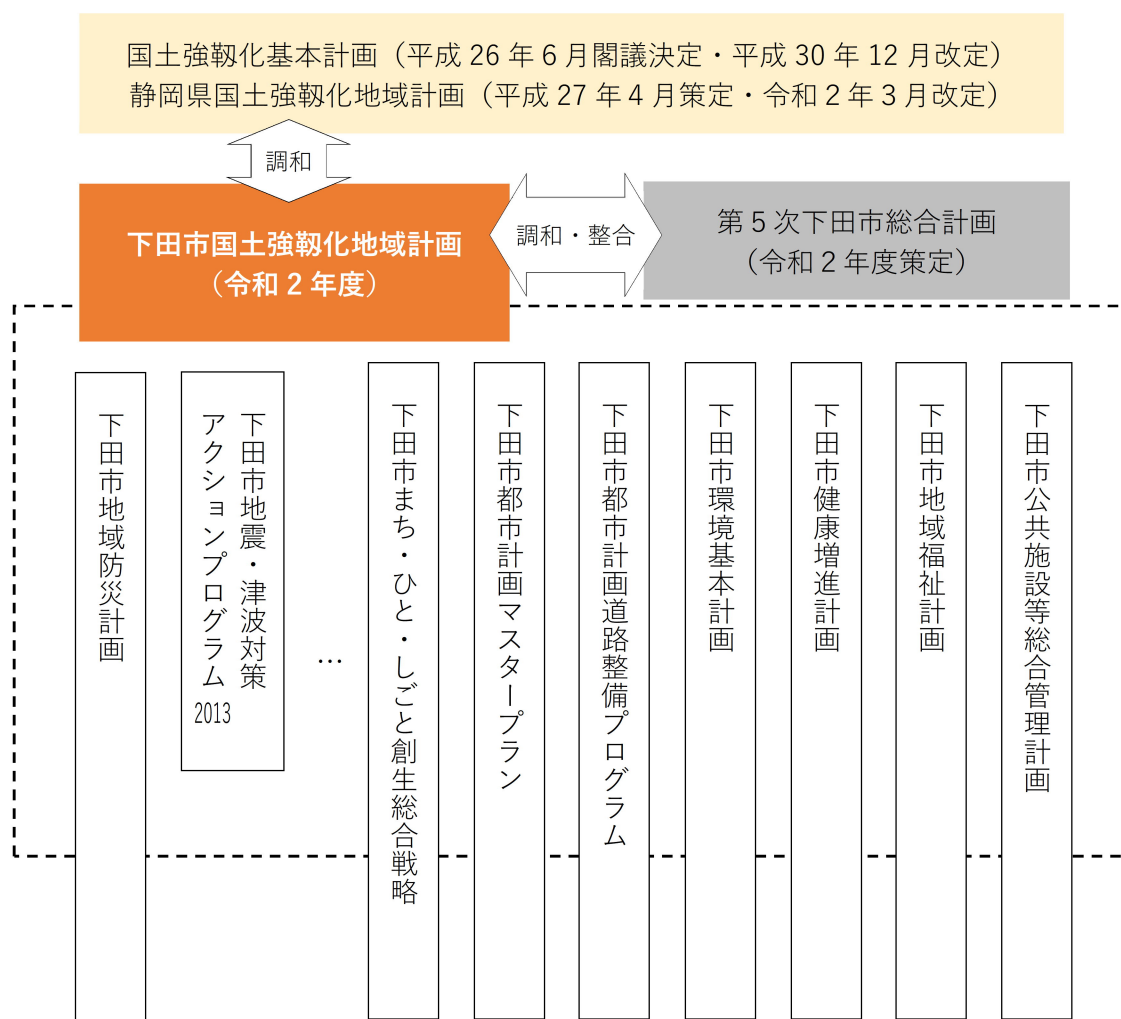 国土強靱化基本計画（平成 26 年 6 月閣議決定・平成 30 年 12 月改定）
静岡県国土強靱化地域計画（平成 27 年 4 月策定・令和 2 年 3 月改定）
調和
下田市国土強靱化地域計画
（令和 2 年度）
調和・整合
第 5 次下田市総合計画
（令和 2 年度策定）
下田市地域防災計画
下田市地震・津波対策
アクションプログラム
2013
…
下田市まち・ひと・しごと創生総合戦略
下田市都市計画マスタープラン
下田市都市計画道路整備プログラム
下田市環境基本計画
下田市健康増進計画
下田市地域福祉計画
下田市公共施設等総合管理計画